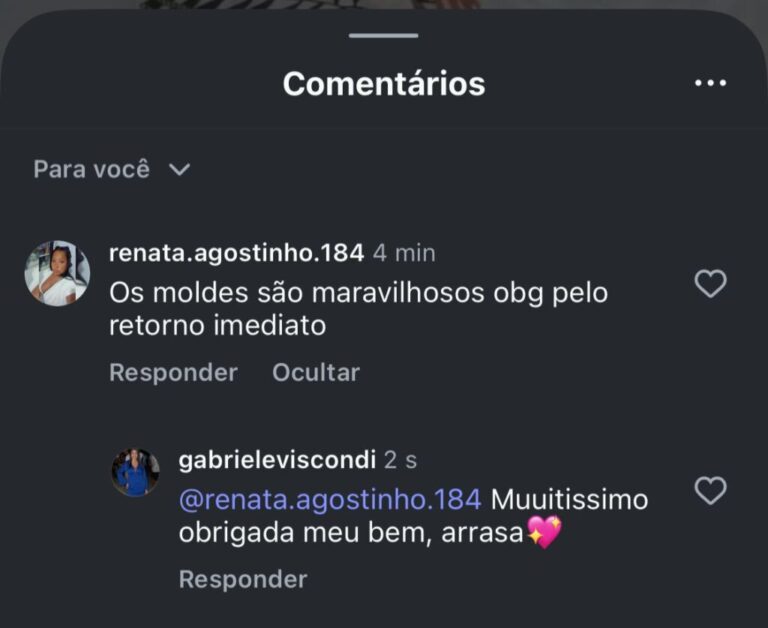 Comentários
Para você
renata.agostinho.184 4 min
Os moldes são maravilhosos obg pelo
retorno imediato
Responder Ocultar
gabrieleviscondi 2 s
@renata.agostinho.184 Muuitissimo
obrigada meu bem, arrasa💖
Responder